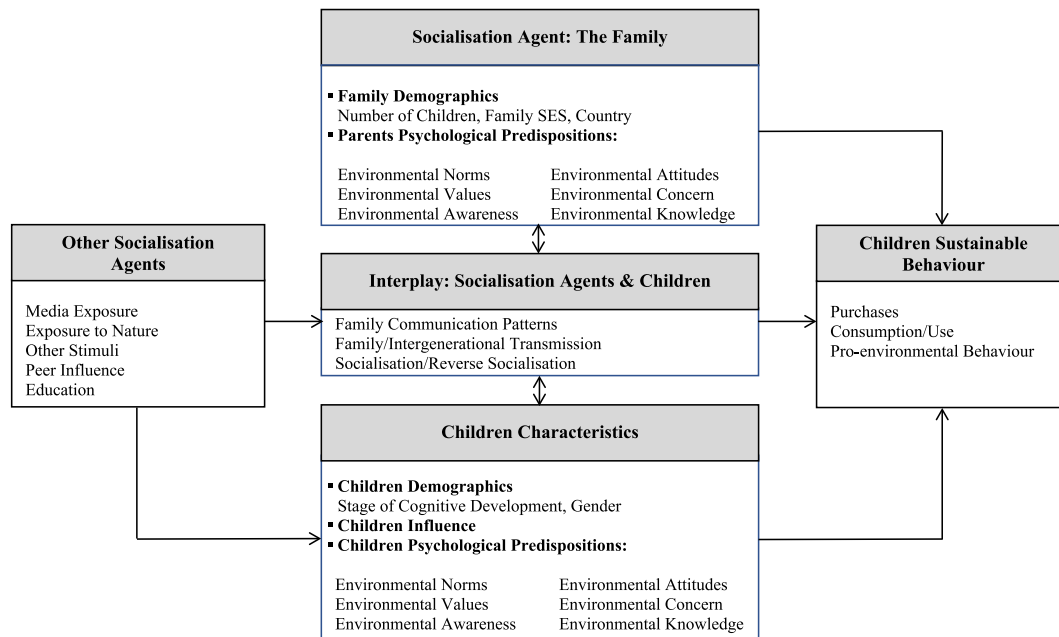 Socialisation Agent: The Family
▪ Family Demographics
Number of Children, Family SES, Country
▪ Parents Psychological Predispositions:
Environmental Norms Environmental Attitudes
Environmental Values Environmental Concern
Environmental Awareness Environmental Knowledge
Other Socialisation
Agents
Media Exposure
Exposure to Nature
Other Stimuli
Peer Influence
Education
Interplay: Socialisation Agents & Children
Family Communication Patterns
Family/Intergenerational Transmission
Socialisation/Reverse Socialisation
Children Sustainable
Behaviour
Purchases
Consumption/Use
Pro-environmental Behaviour
Children Characteristics
▪ Children Demographics
Stage of Cognitive Development, Gender
▪ Children Influence
▪ Children Psychological Predispositions:
Environmental Norms Environmental Attitudes
Environmental Values Environmental Concern
Environmental Awareness Environmental Knowledge